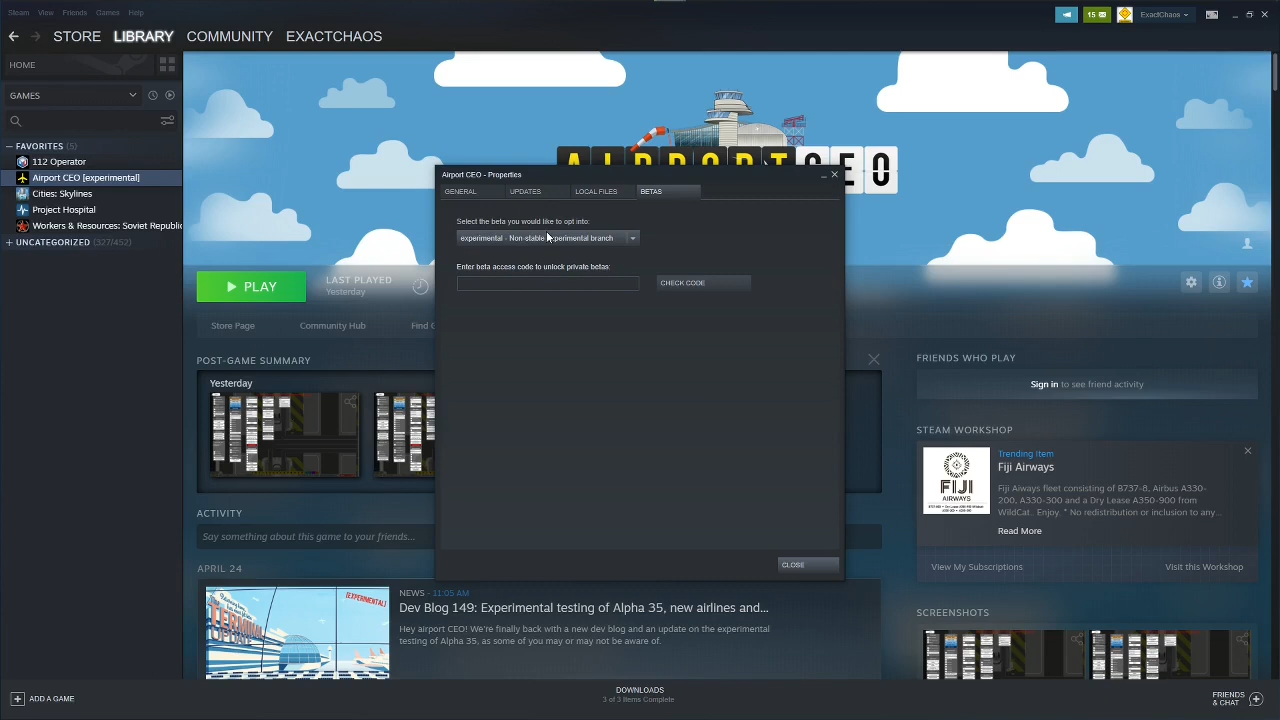 Steam View Friends Games Help
15
ExactChaos
STORE LIBRARY COMMUNITY EXACTCHAOS
HOME
GAMES
FAVORITES (5)
112 Operator
Airport CEO [experimental]
Cities: Skylines
Project Hospital
Workers & Resources: Soviet Republic
UNCATEGORIZED (327/452)
AIRPORTCEO
Airport CEO - Properties
GENERAL UPDATES LOCAL FILES BETAS
Select the beta you would like to opt into:
experimental - Non-stable experimental branch
Enter beta access code to unlock private betas:
CHECK CODE
CLOSE
PLAY
LAST PLAYED
Yesterday
Store Page Community Hub Find G
POST-GAME SUMMARY
Yesterday
ACTIVITY
Say something about this game to your friends...
APRIL 24
[EXPERIMENTAL]
TERMINAL
NEWS - 11:05 AM
Dev Blog 149: Experimental testing of Alpha 35, new airlines and...
Hey airport CEO! We're finally back with a new dev blog and an update on the experimental
testing of Alpha 35, as some of you may or may not be aware of.
FRIENDS WHO PLAY
Sign in to see friend activity
STEAM WORKSHOP
FIJI
AIRWAYS
Trending Item
Fiji Airways
Fiji Aiways fleet consisting of B737-8, Airbus A330-
200, A330-300 and a Dry Lease A350-900 from
WildCat. Enjoy. * No redistribution or inclusion to any...
Read More
View My Subscriptions Visit this Workshop
SCREENSHOTS
ADD A GAME
DOWNLOADS
3 of 3 Items Complete
FRIENDS
& CHAT